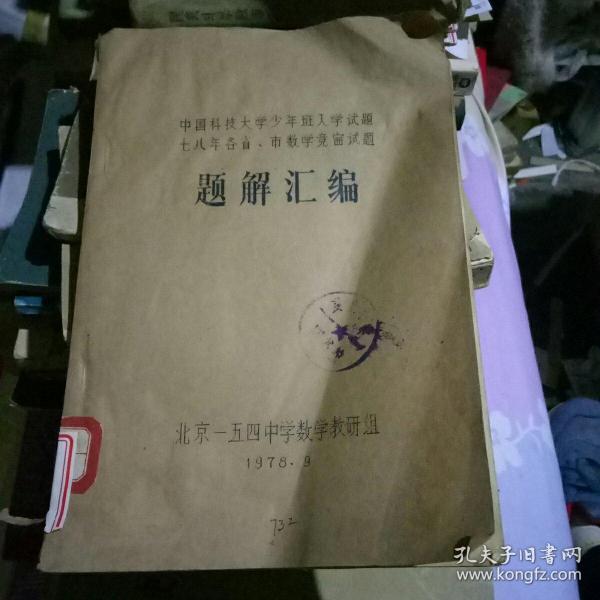 中国科技大学少年班入学试题
七八年各省、市数学竞赛试题
题解汇编
北京一五四中学数学教研组
1978.9
732
孔夫子旧书网
www.kongfz.com